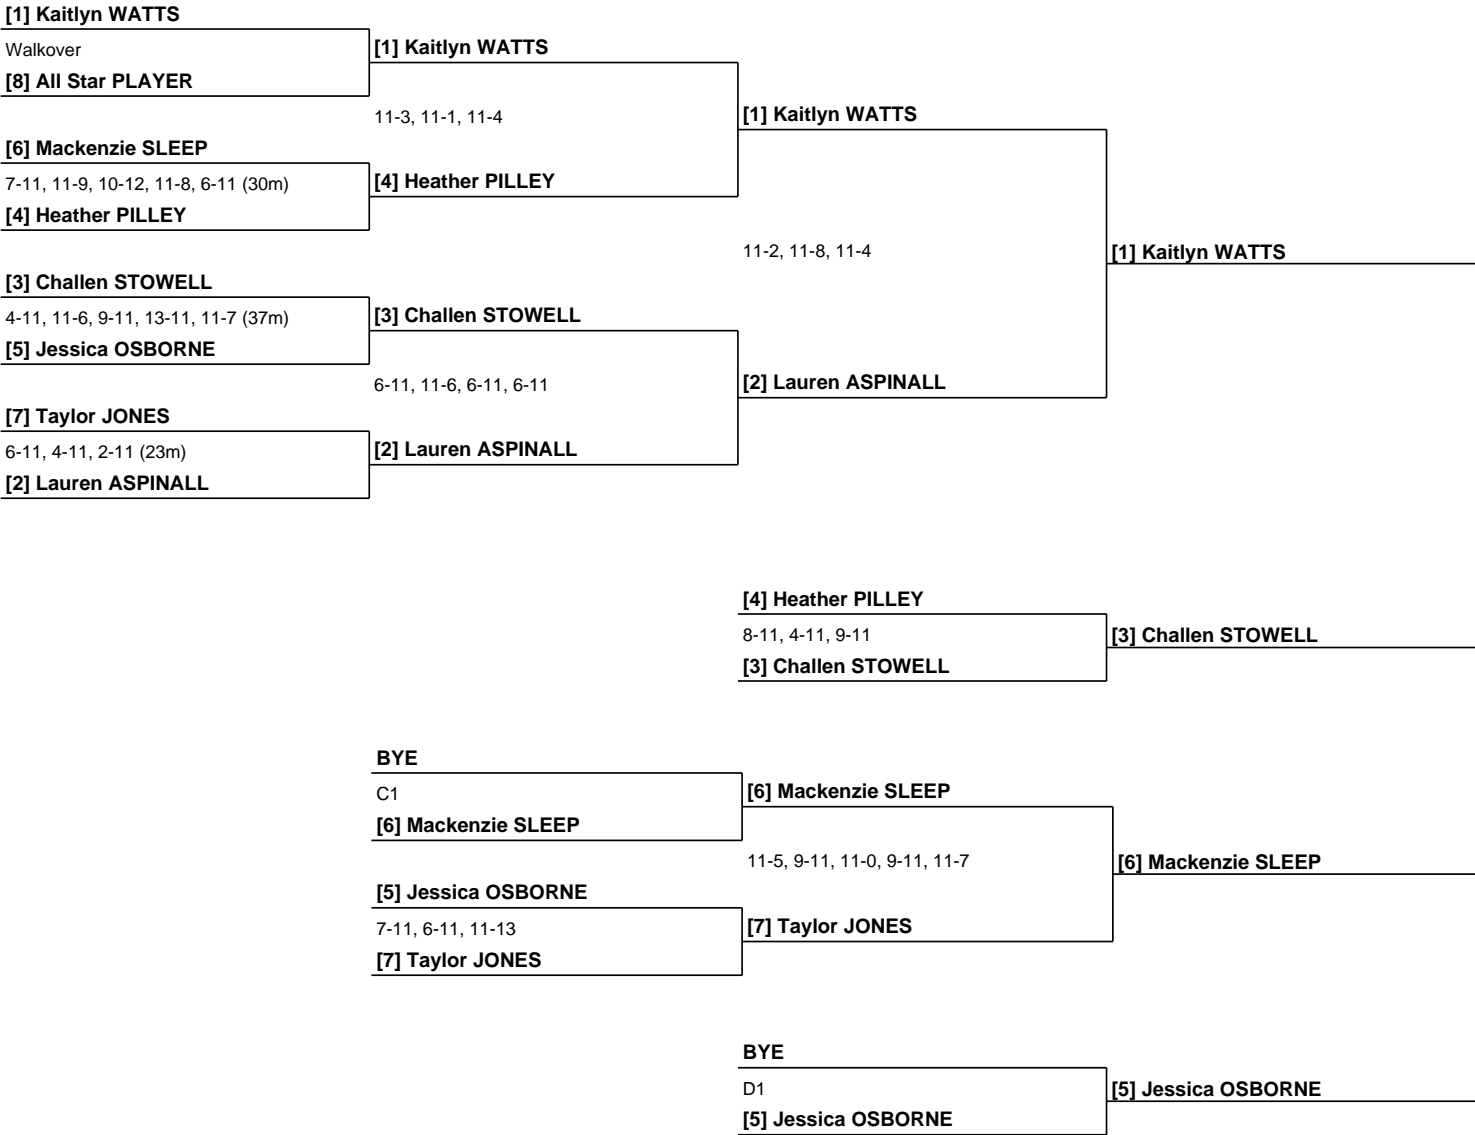 [1] Kaitlyn WATTS
Walkover
[1] Kaitlyn WATTS
[8] All Star PLAYER
11-3, 11-1, 11-4
[1] Kaitlyn WATTS
[6] Mackenzie SLEEP
7-11, 11-9, 10-12, 11-8, 6-11 (30m)
[4] Heather PILLEY
[4] Heather PILLEY
11-2, 11-8, 11-4
[1] Kaitlyn WATTS
[3] Challen STOWELL
4-11, 11-6, 9-11, 13-11, 11-7 (37m)
[3] Challen STOWELL
[5] Jessica OSBORNE
6-11, 11-6, 6-11, 6-11
[2] Lauren ASPINALL
[7] Taylor JONES
6-11, 4-11, 2-11 (23m)
[2] Lauren ASPINALL
[2] Lauren ASPINALL
[4] Heather PILLEY
8-11, 4-11, 9-11
[3] Challen STOWELL
[3] Challen STOWELL
BYE
C1
[6] Mackenzie SLEEP
[6] Mackenzie SLEEP
11-5, 9-11, 11-0, 9-11, 11-7
[6] Mackenzie SLEEP
[5] Jessica OSBORNE
7-11, 6-11, 11-13
[7] Taylor JONES
[7] Taylor JONES
BYE
D1
[5] Jessica OSBORNE
[5] Jessica OSBORNE